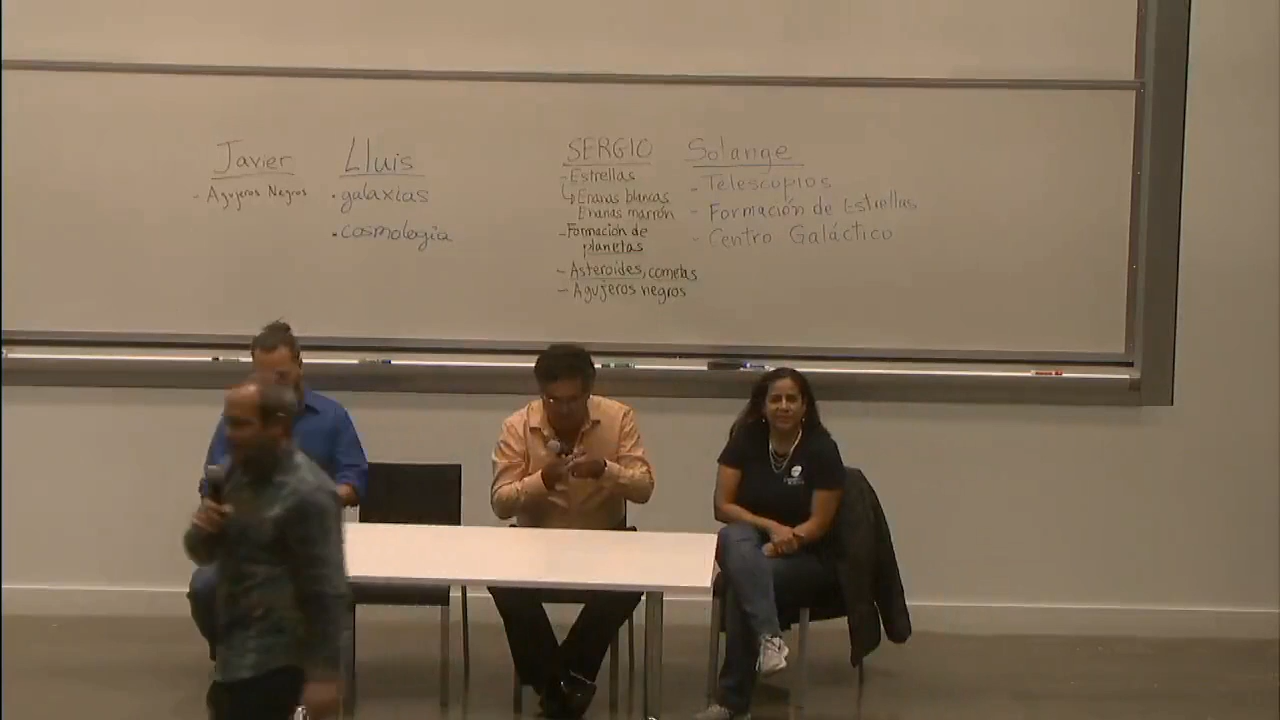 Javier
- Agujeros Negros
Lluis
• galaxias
• cosmologia
SERGIO
- Estrellas
↳ Enanas blancas
Enanas marrón
- Formación de
planetas
- Asteroides, cometas
- Agujeros negros
Solange
- Telescopios
- Formación de Estrellas
- Centro Galáctico